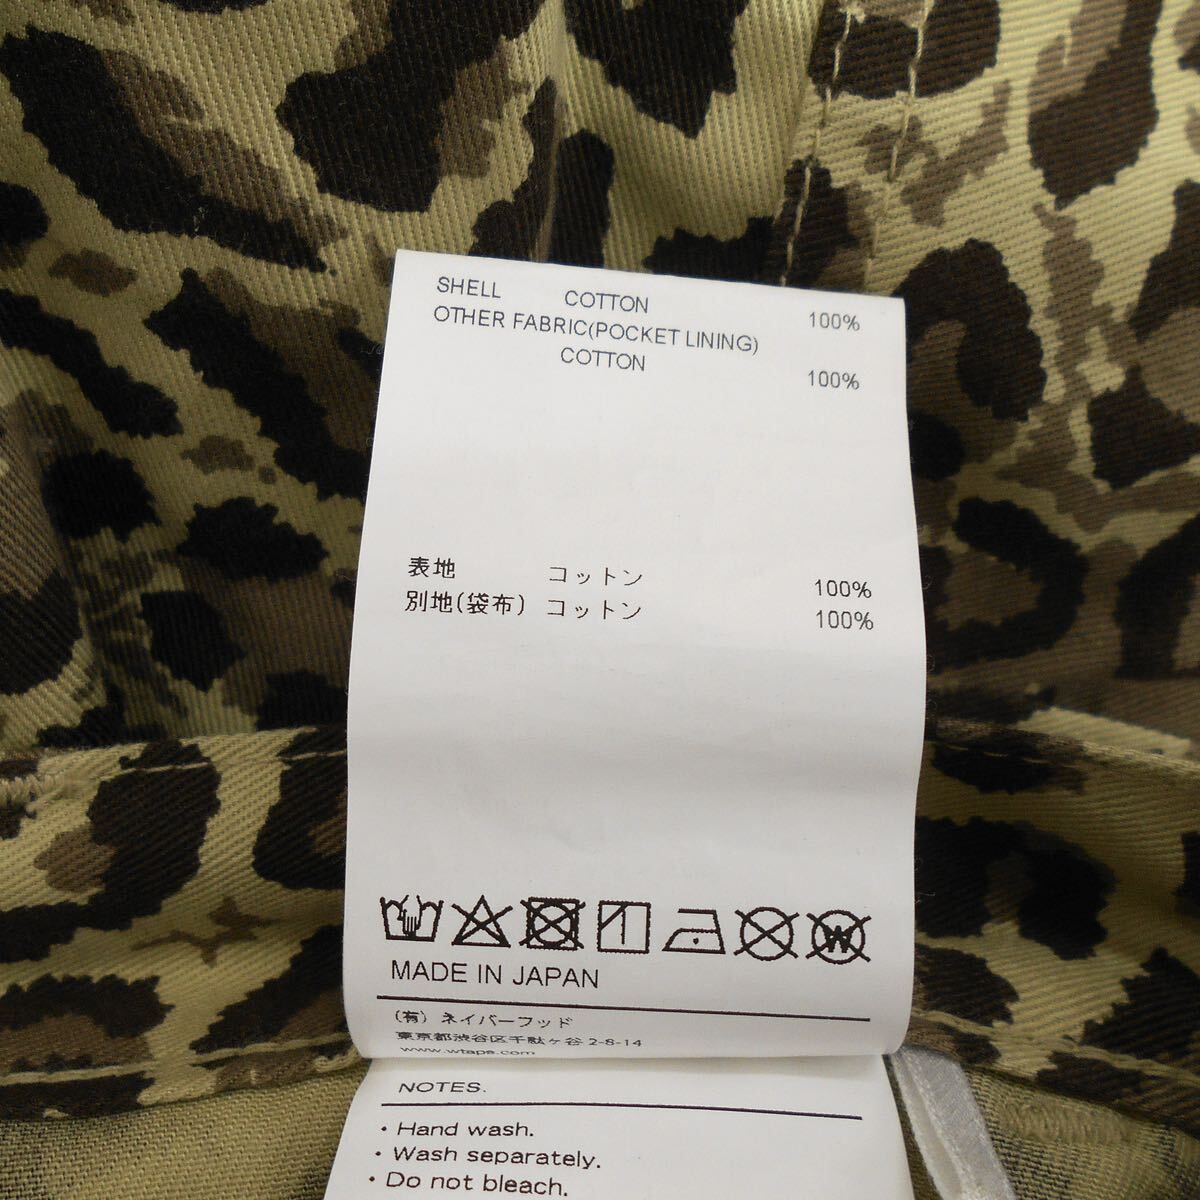 SHELL COTTON 100%
OTHER FABRIC(POCKET LINING)
COTTON 100%
表地 コットン 100%
別地(袋布) コットン 100%
W
MADE IN JAPAN
(有) ネイバーフッド
東京都渋谷区千駄ヶ谷 2-8-14
www.wtaps.com
NOTES.
・Hand wash.
・Wash separately.
・Do not bleach.